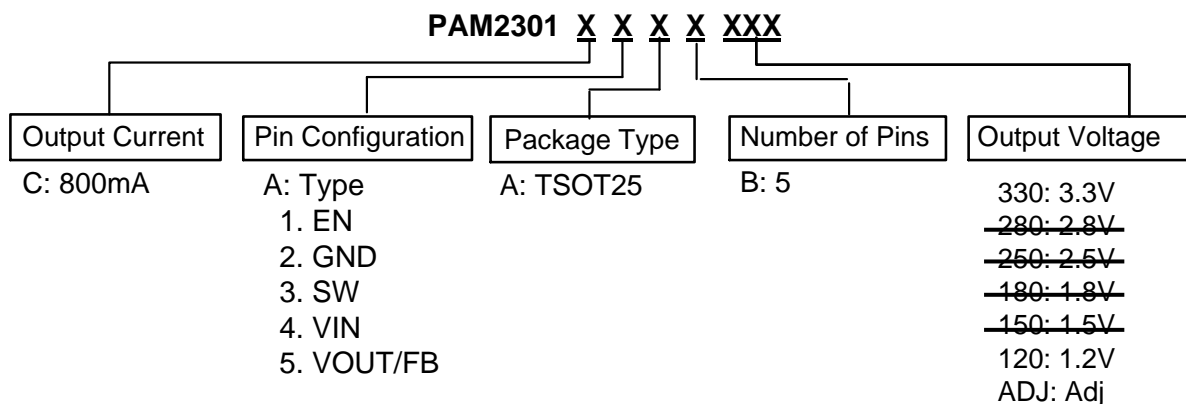 PAM2301 X X X X XXX
Output Current
C: 800mA
Pin Configuration
A: Type
1. EN
2. GND
3. SW
4. VIN
5. VOUT/FB
Package Type
A: TSOT25
Number of Pins
B: 5
Output Voltage
330: 3.3V
280: 2.8V
250: 2.5V
180: 1.8V
150: 1.5V
120: 1.2V
ADJ: Adj